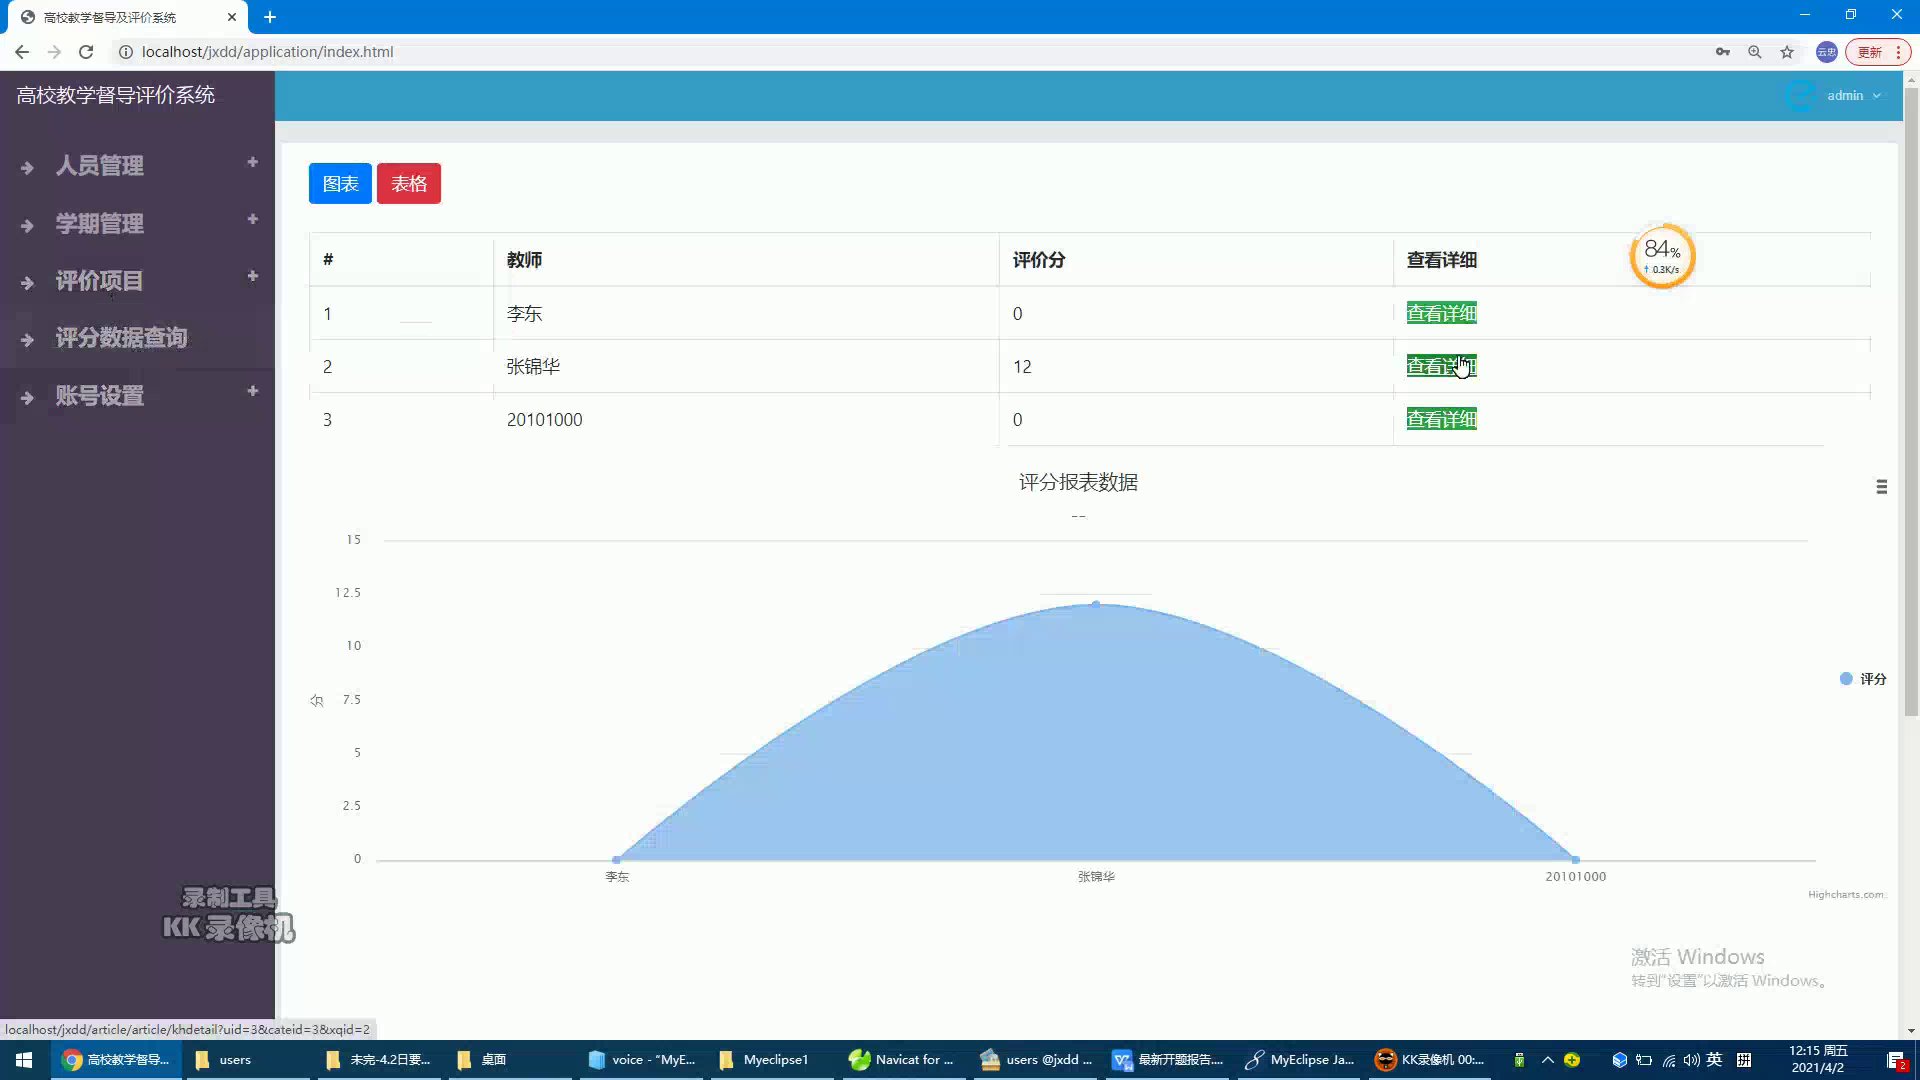 高校教学督导及评价系统
localhost/jxdd/application/index.html
云忠
更新
高校教学督导评价系统
admin
人员管理
学期管理
评价项目
评分数据查询
账号设置
图表 表格
# 教师 评价分 查看详细
1 李东 0 查看详细
2 张锦华 12 查看详细
3 20101000 0 查看详细
84%
0.3K/s
评分报表数据
--
15
12.5
10
7.5
5
2.5
0
分
李东 张锦华 20101000
评分
Highcharts.com
录制工具
KK 录像机
激活 Windows
转到"设置"以激活 Windows。
localhost/jxdd/article/article/khdetail?uid=3&cateid=3&xqid=2
高校教学督导...
users
未完-4.2日要...
桌面
voice - "MyE...
Myeclipse1
Navicat for ...
users @jxdd ...
最新开题报告....
MyEclipse Ja...
KK录像机 00:...
英
拼
12:15 周五
2021/4/2
2